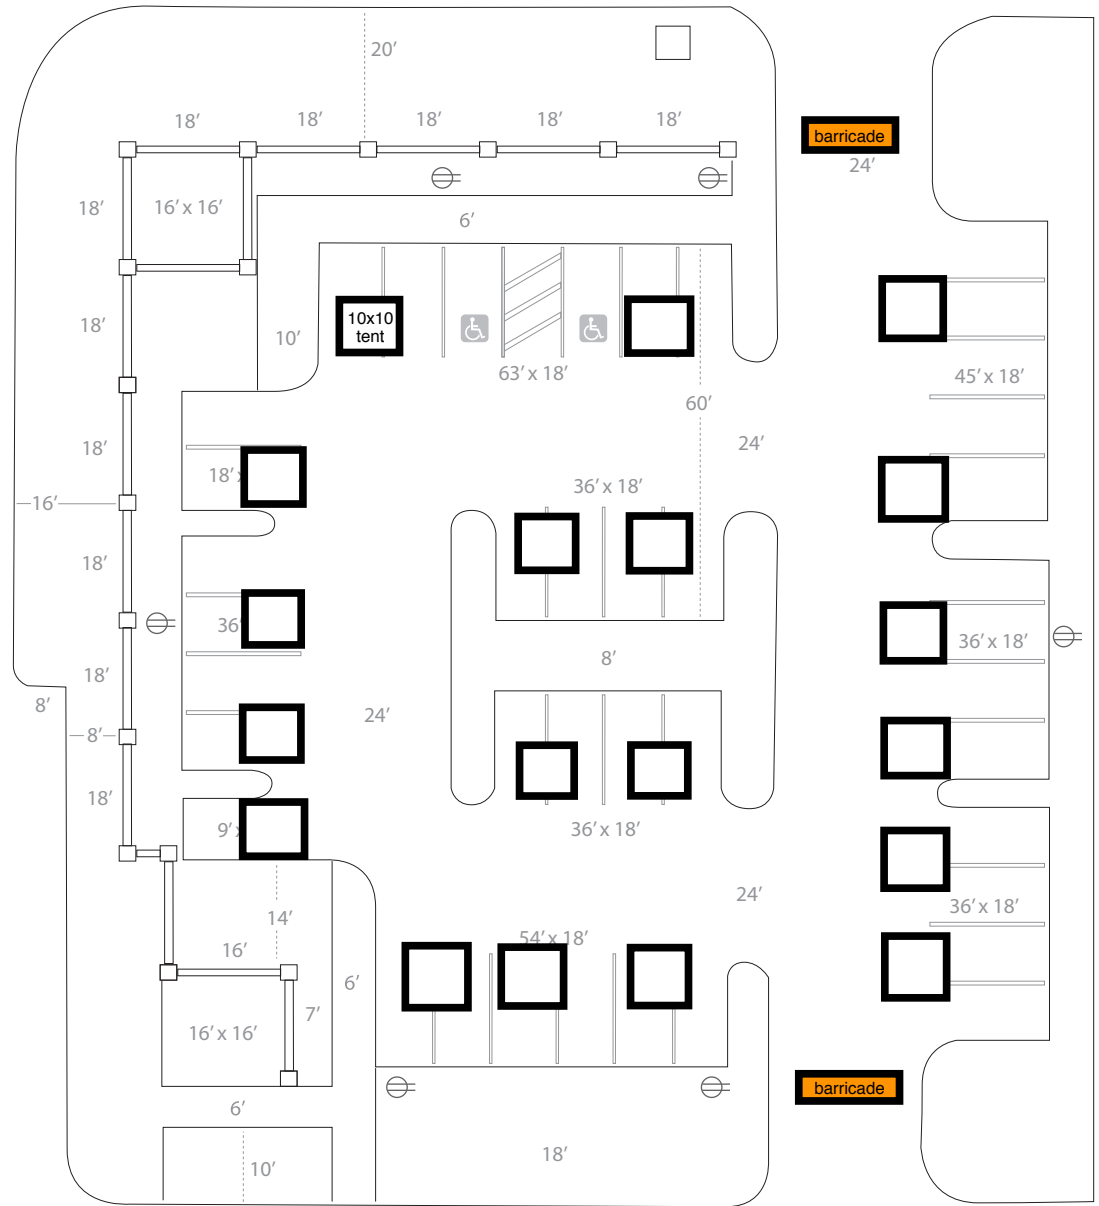 20′
18′
18′
18′
18′
18′
barricade
24′
18′
16′ x 16′
6′
18′
10′
10x10
tent
63′ x 18′
45′ x 18′
60′
24′
18′
18′
36′ x 18′
16′
18′
36′
36′ x 18′
8′
18′
8′
24′
8′
18′
9′
36′ x 18′
24′
36′ x 18′
14′
16′
54′ x 18′
6′
7′
16′ x 16′
barricade
6′
18′
10′